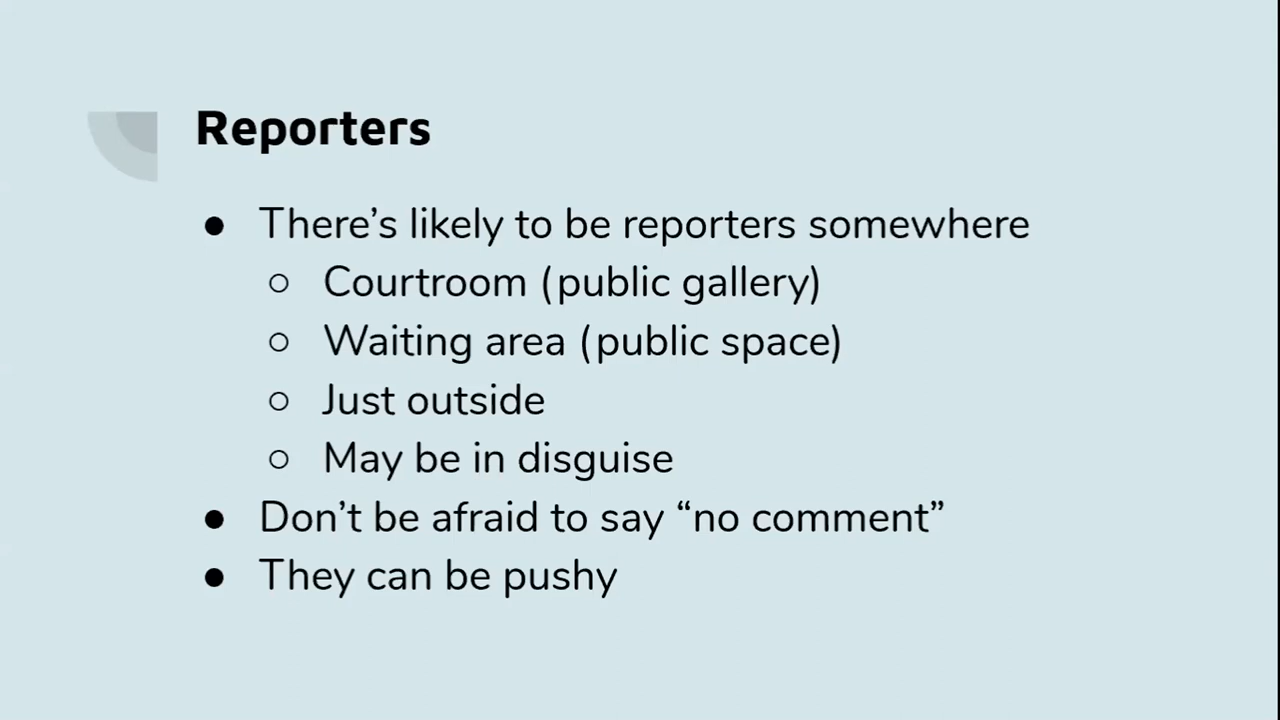 Reporters
● There’s likely to be reporters somewhere
○ Courtroom (public gallery)
○ Waiting area (public space)
○ Just outside
○ May be in disguise
● Don’t be afraid to say “no comment”
● They can be pushy